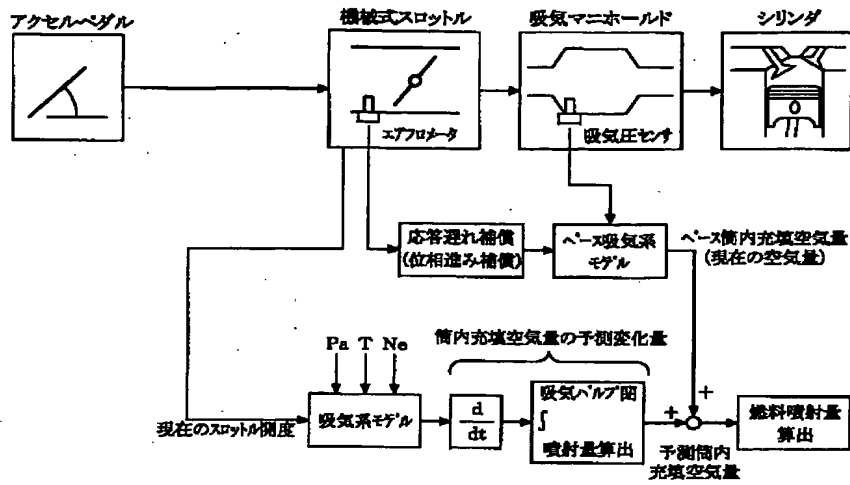 アクセルペダル
機械式スロットル
吸気マニホールド
シリンダ
エアフロメータ
吸気圧センサ
応答遅れ補償
(位相進み補償)
ベース吸気系
モデル
ベース筒内充填空気量
(現在の空気量)
筒内充填空気量の予測変化量
Pa T Ne
現在のスロットル開度
吸気系モデル
d
dt
吸気バルブ閉
∫
噴射量算出
+
+
予測筒内
充填空気量
燃料噴射量
算出